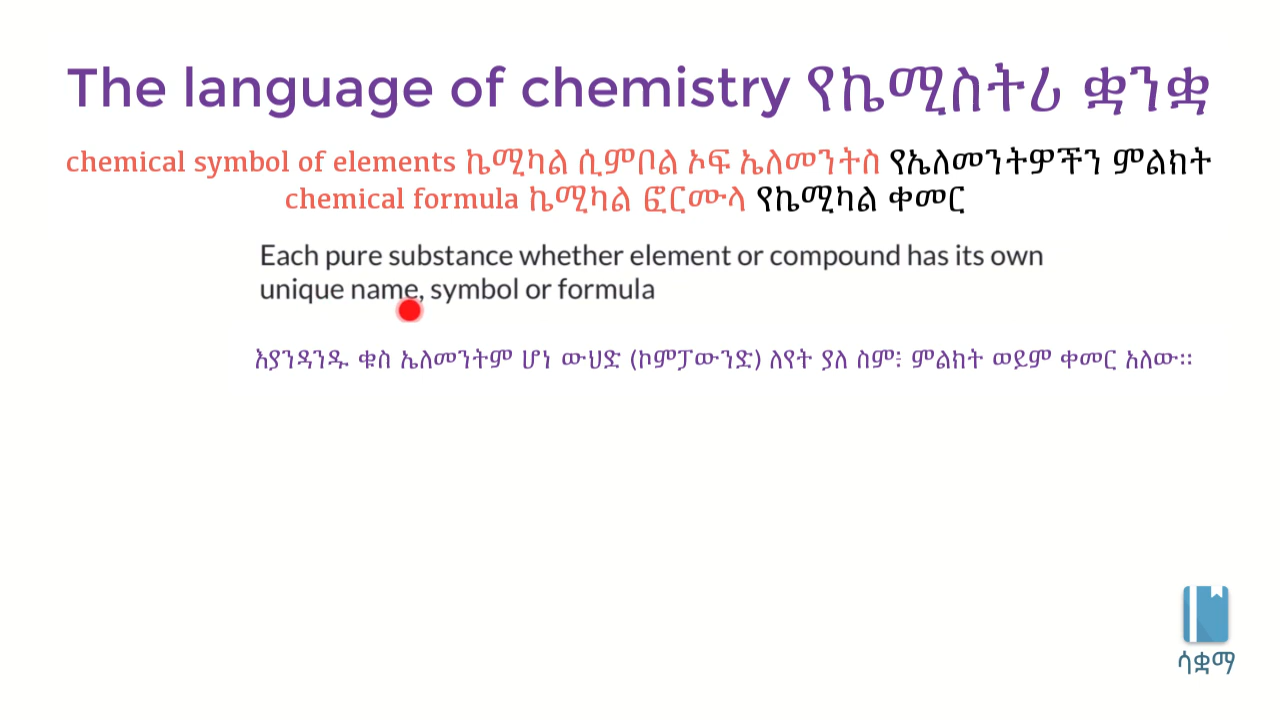 The language of chemistry የኬሚስትሪ ቋንቋ
chemical symbol of elements ኬሚካል ሲምቦል ኦፍ ኤለመንትስ የኤለመንትዎችን ምልክት
chemical formula ኬሚካል ፎርሙላ የኬሚካል ቀመር
Each pure substance whether element or compound has its own
unique name, symbol or formula
እያንዳንዱ ቁስ ኤለመንትም ሆነ ውህድ (ኮምፓውንድ) ለየት ያለ ስም፣ ምልክት ወይም ቀመር አለው፡፡
ሳቋማ